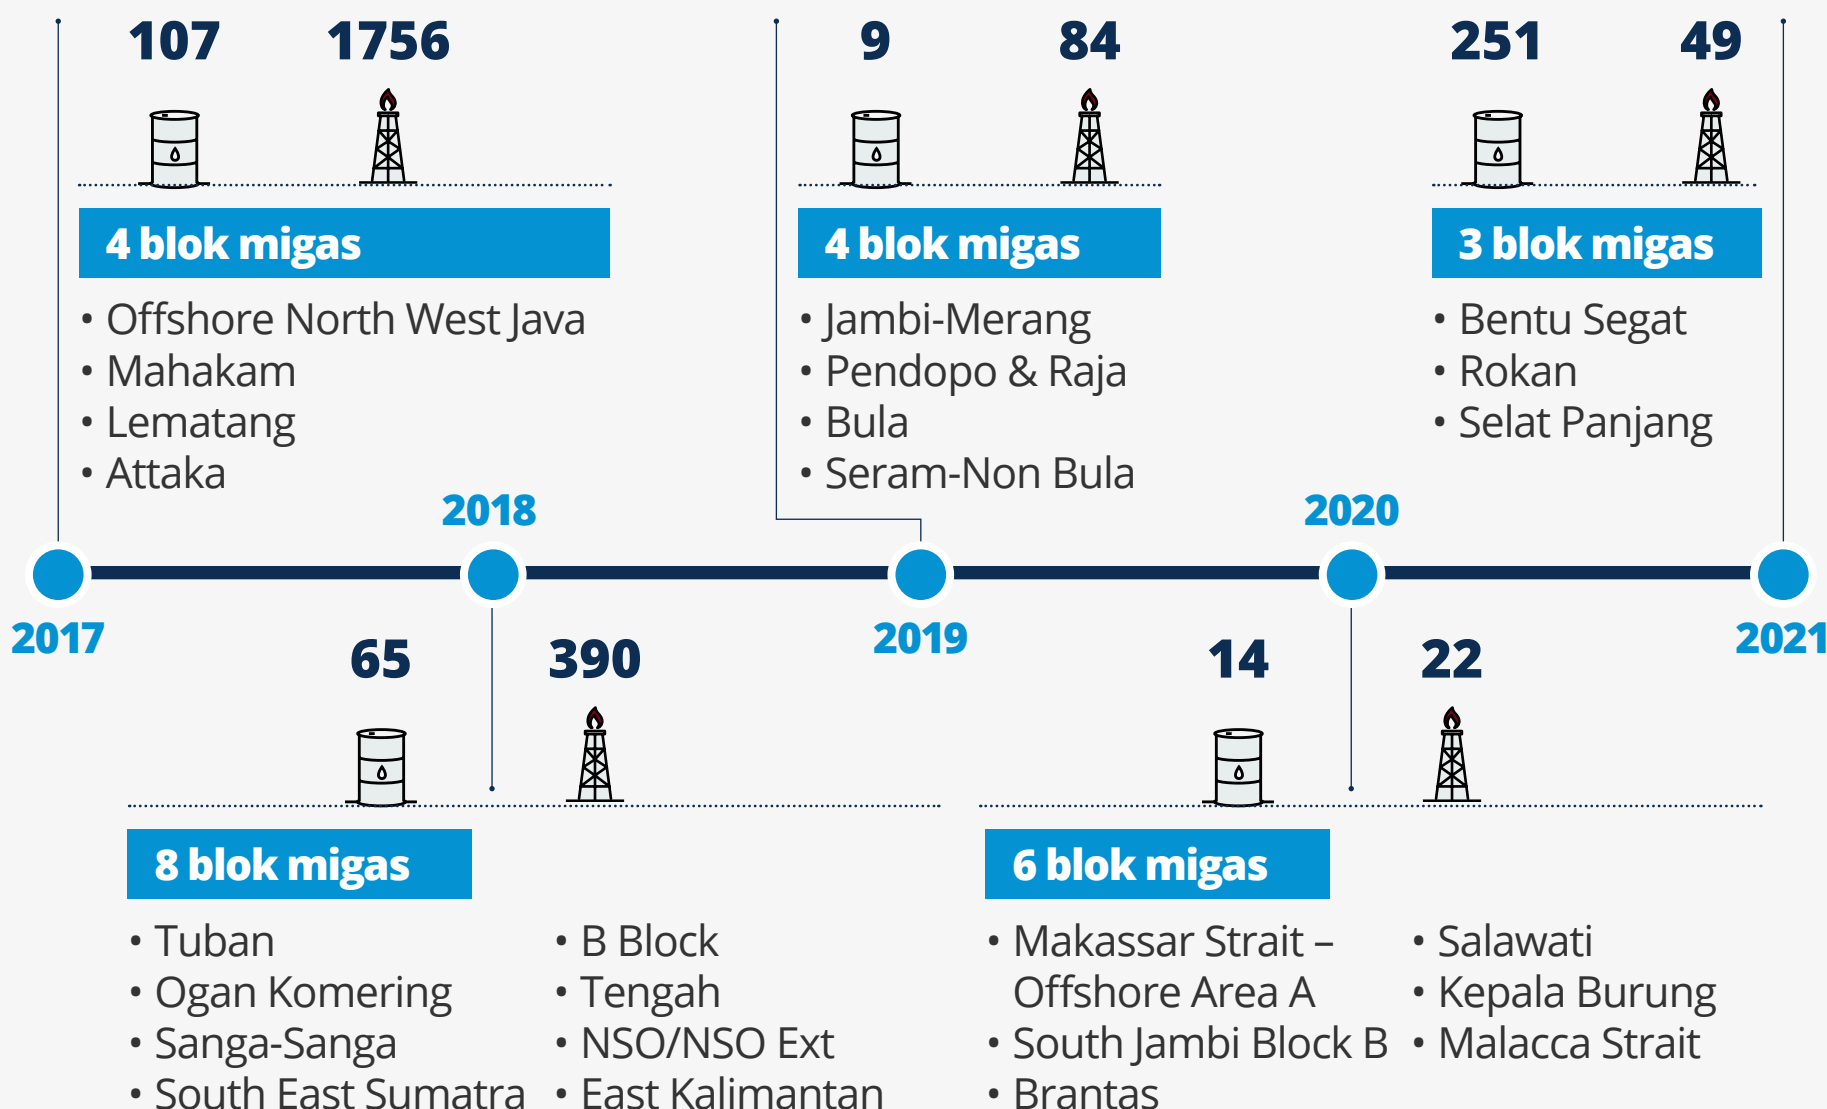 107
1756
4 blok migas
• Offshore North West Java
• Mahakam
• Lematang
• Attaka
9
84
4 blok migas
• Jambi-Merang
• Pendopo & Raja
• Bula
• Seram-Non Bula
251
49
3 blok migas
• Bentu Segat
• Rokan
• Selat Panjang
2017
2018
2019
2020
2021
65
390
8 blok migas
• Tuban
• Ogan Komering
• Sanga-Sanga
• South East Sumatra
• B Block
• Tengah
• NSO/NSO Ext
• East Kalimantan
14
22
6 blok migas
• Makassar Strait –
Offshore Area A
• South Jambi Block B
• Brantas
• Salawati
• Kepala Burung
• Malacca Strait